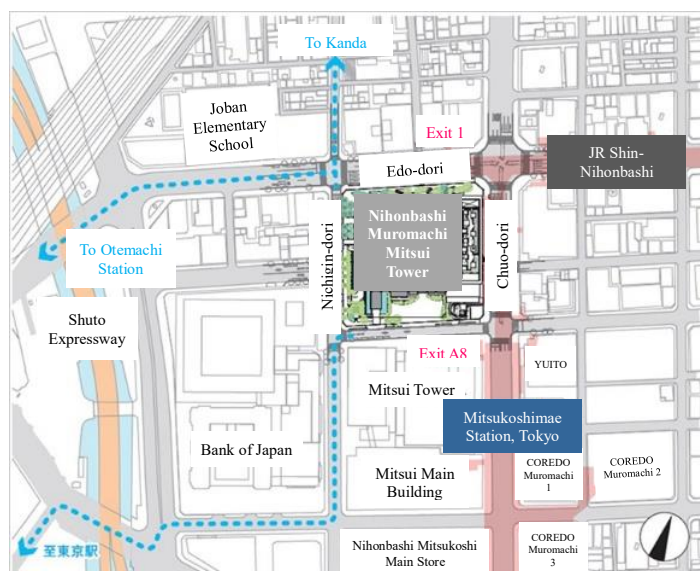 To Kanda
Joban
Elementary
School
Exit 1
Edo-dori
JR Shin-
Nihonbashi
Nihonbashi
Muromachi
Mitsui
Tower
To Otemachi
Station
Nichigin-dori
Chuo-dori
Shuto
Expressway
Exit A8
YUITO
Mitsui Tower
Mitsukoshimae
Station, Tokyo
Bank of Japan
Mitsui Main
Building
COREDO
Muromachi
1
COREDO
Muromachi 2
至東京駅
Nihonbashi Mitsukoshi
Main Store
COREDO
Muromachi
3